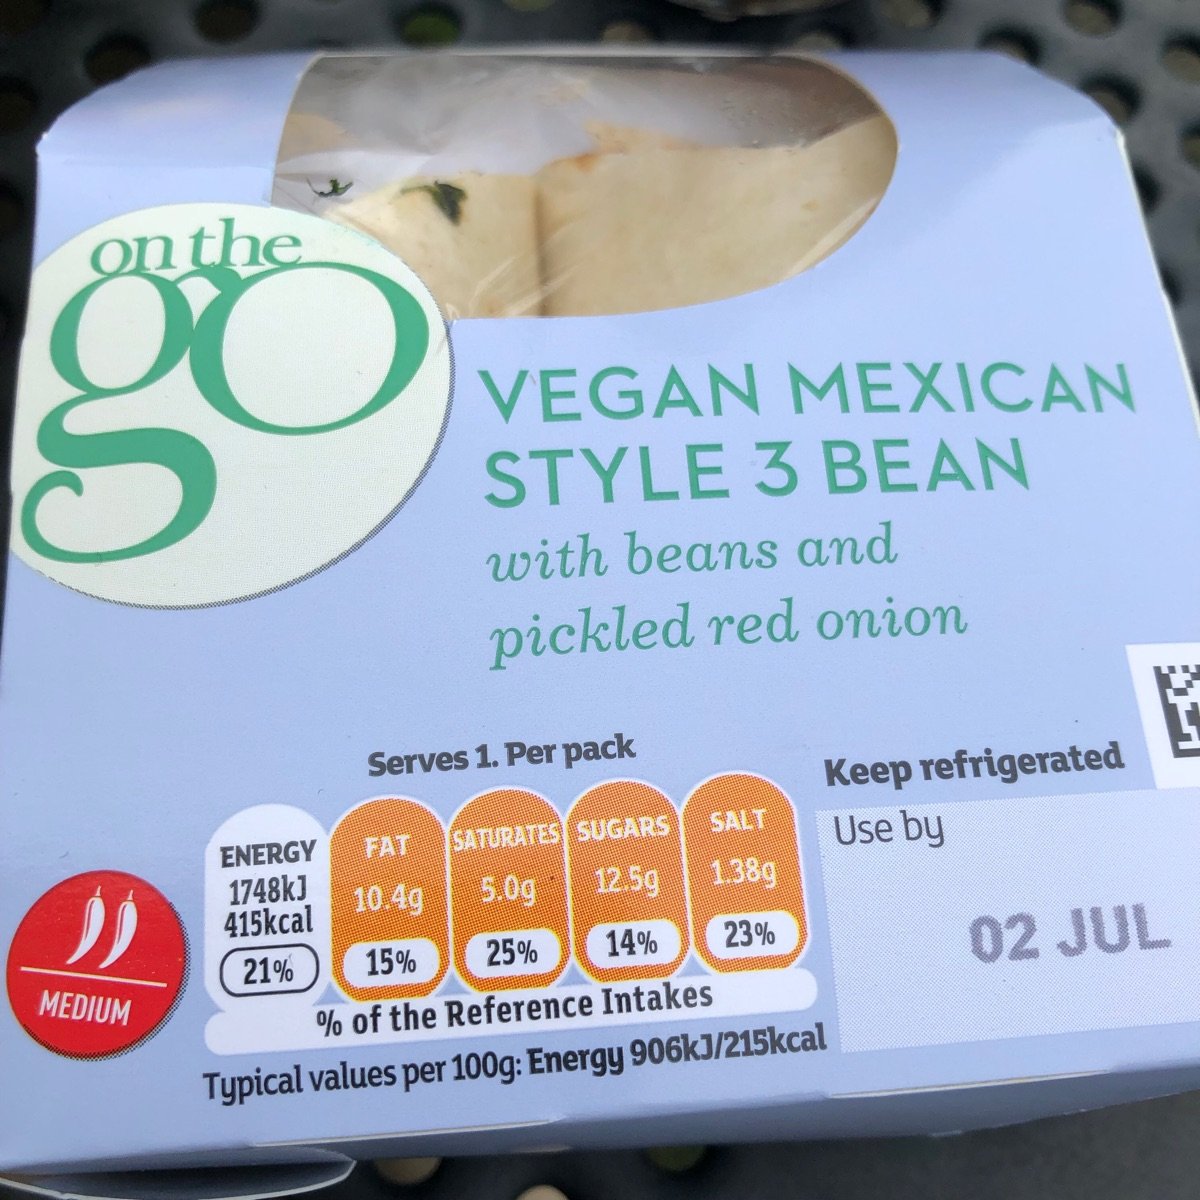 on the
go
VEGAN MEXICAN
STYLE 3 BEAN
with beans and
pickled red onion
Serves 1. Per pack
ENERGY
1748kJ
415kcal
21%
FAT
10.4g
15%
SATURATES
5.0g
25%
SUGARS
12.5g
14%
SALT
1.38g
23%
% of the Reference Intakes
Typical values per 100g: Energy 906kJ/215kcal
MEDIUM
Keep refrigerated
Use by
02 JUL